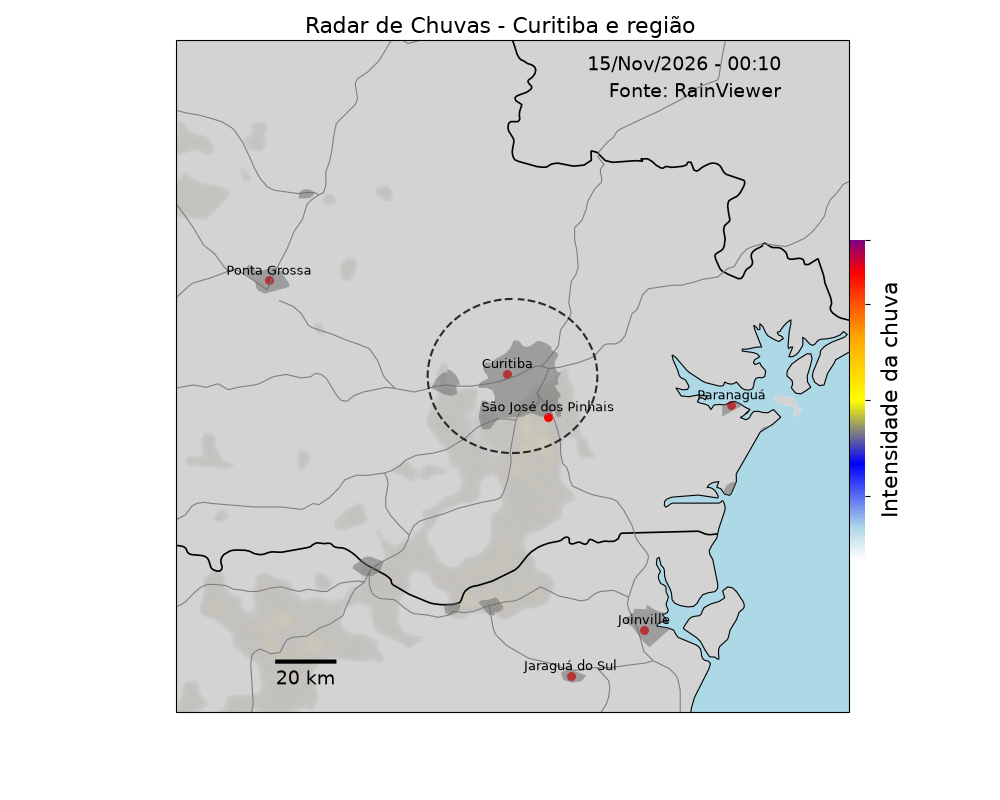 Radar de Chuvas - Curitiba e região
15/Nov/2026 - 00:10
Fonte: RainViewer
Ponta Grossa
Curitiba
São José dos Pinhais
Paranaguá
Intensidade da chuva
Joinville
Jaraguá do Sul
20 km